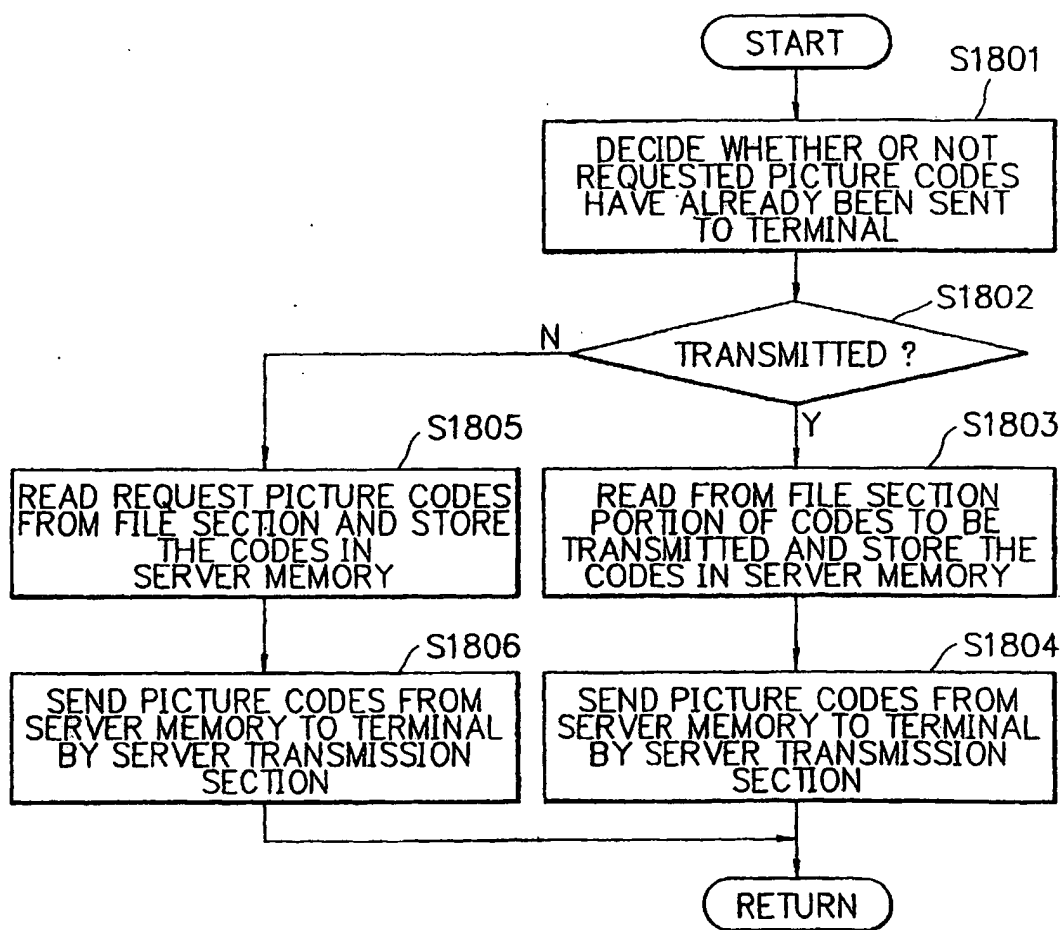 START
S1801
DECIDE WHETHER OR NOT
REQUESTED PICTURE CODES
HAVE ALREADY BEEN SENT
TO TERMINAL
S1802
TRANSMITTED ?
N
Y
S1805
READ REQUEST PICTURE CODES
FROM FILE SECTION AND STORE
THE CODES IN
SERVER MEMORY
S1803
READ FROM FILE SECTION
PORTION OF CODES TO BE
TRANSMITTED AND STORE THE
CODES IN SERVER MEMORY
S1806
SEND PICTURE CODES FROM
SERVER MEMORY TO TERMINAL
BY SERVER TRANSMISSION
SECTION
S1804
SEND PICTURE CODES FROM
SERVER MEMORY TO TERMINAL
BY SERVER TRANSMISSION
SECTION
RETURN